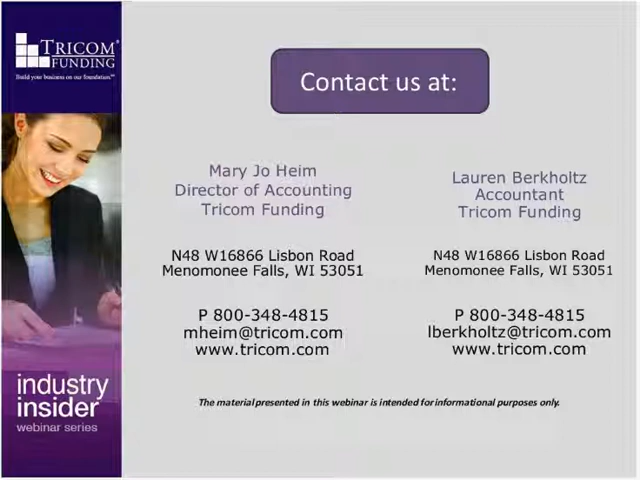 TRICOM®
FUNDING
Build your business on our foundation.™
Contact us at:
Mary Jo Heim
Director of Accounting
Tricom Funding
N48 W16866 Lisbon Road
Menomonee Falls, WI 53051
P 800-348-4815
mheim@tricom.com
www.tricom.com
Lauren Berkholtz
Accountant
Tricom Funding
N48 W16866 Lisbon Road
Menomonee Falls, WI 53051
P 800-348-4815
lberkholtz@tricom.com
www.tricom.com
industry
insider
webinar series
The material presented in this webinar is intended for informational purposes only.